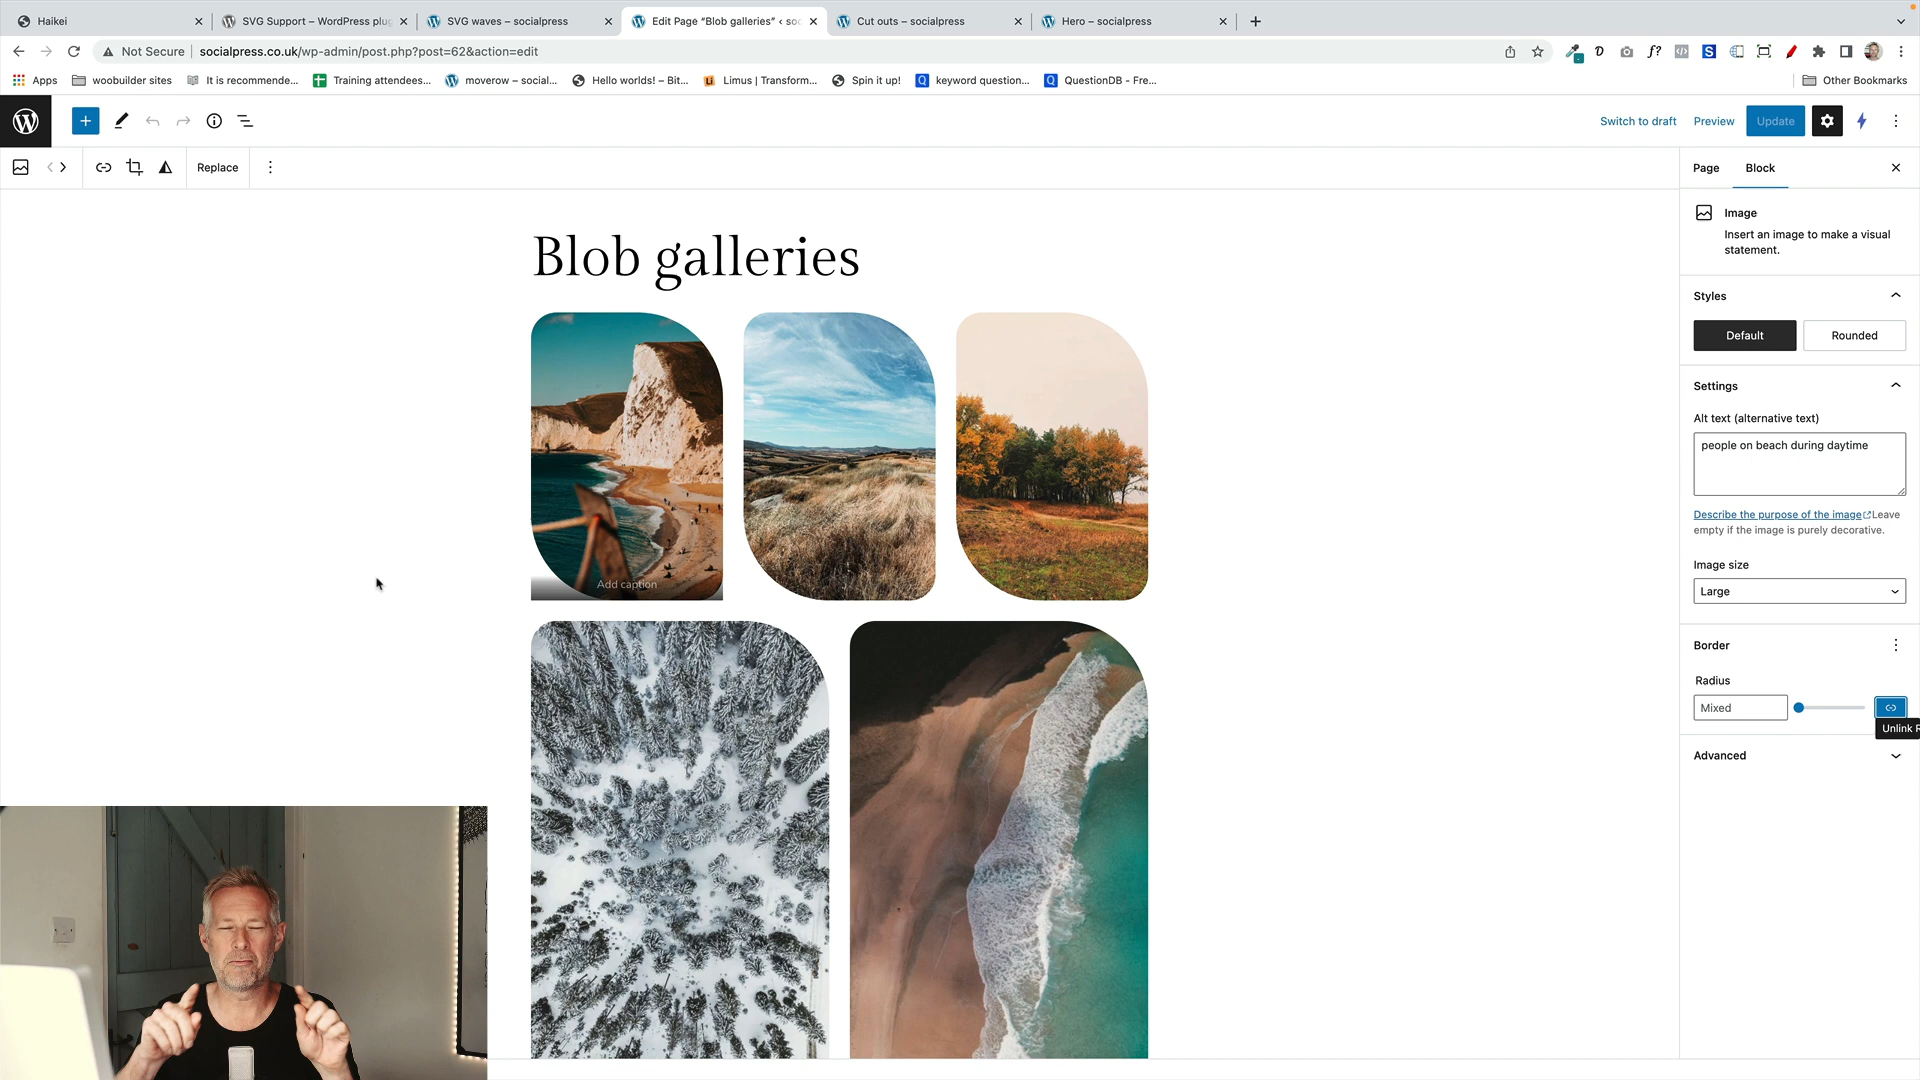 Haikei
SVG Support – WordPress plug
SVG waves – socialpress
Edit Page “Blob galleries” ‹ soc
Cut outs – socialpress
Hero – socialpress
Not Secure
socialpress.co.uk/wp-admin/post.php?post=62&action=edit
Apps
woobuilder sites
It is recommende...
Training attendees...
moverow – social...
Hello worlds! – Bit...
Limus | Transform...
Spin it up!
keyword question...
QuestionDB - Fre...
Other Bookmarks
Switch to draft
Preview
Update
Replace
Page
Block
Image
Insert an image to make a visual
statement.
Styles
Default
Rounded
Settings
Alt text (alternative text)
people on beach during daytime
Describe the purpose of the image Leave
empty if the image is purely decorative.
Image size
Large
Border
Radius
Mixed
Unlink R
Advanced
Blob galleries
Add caption